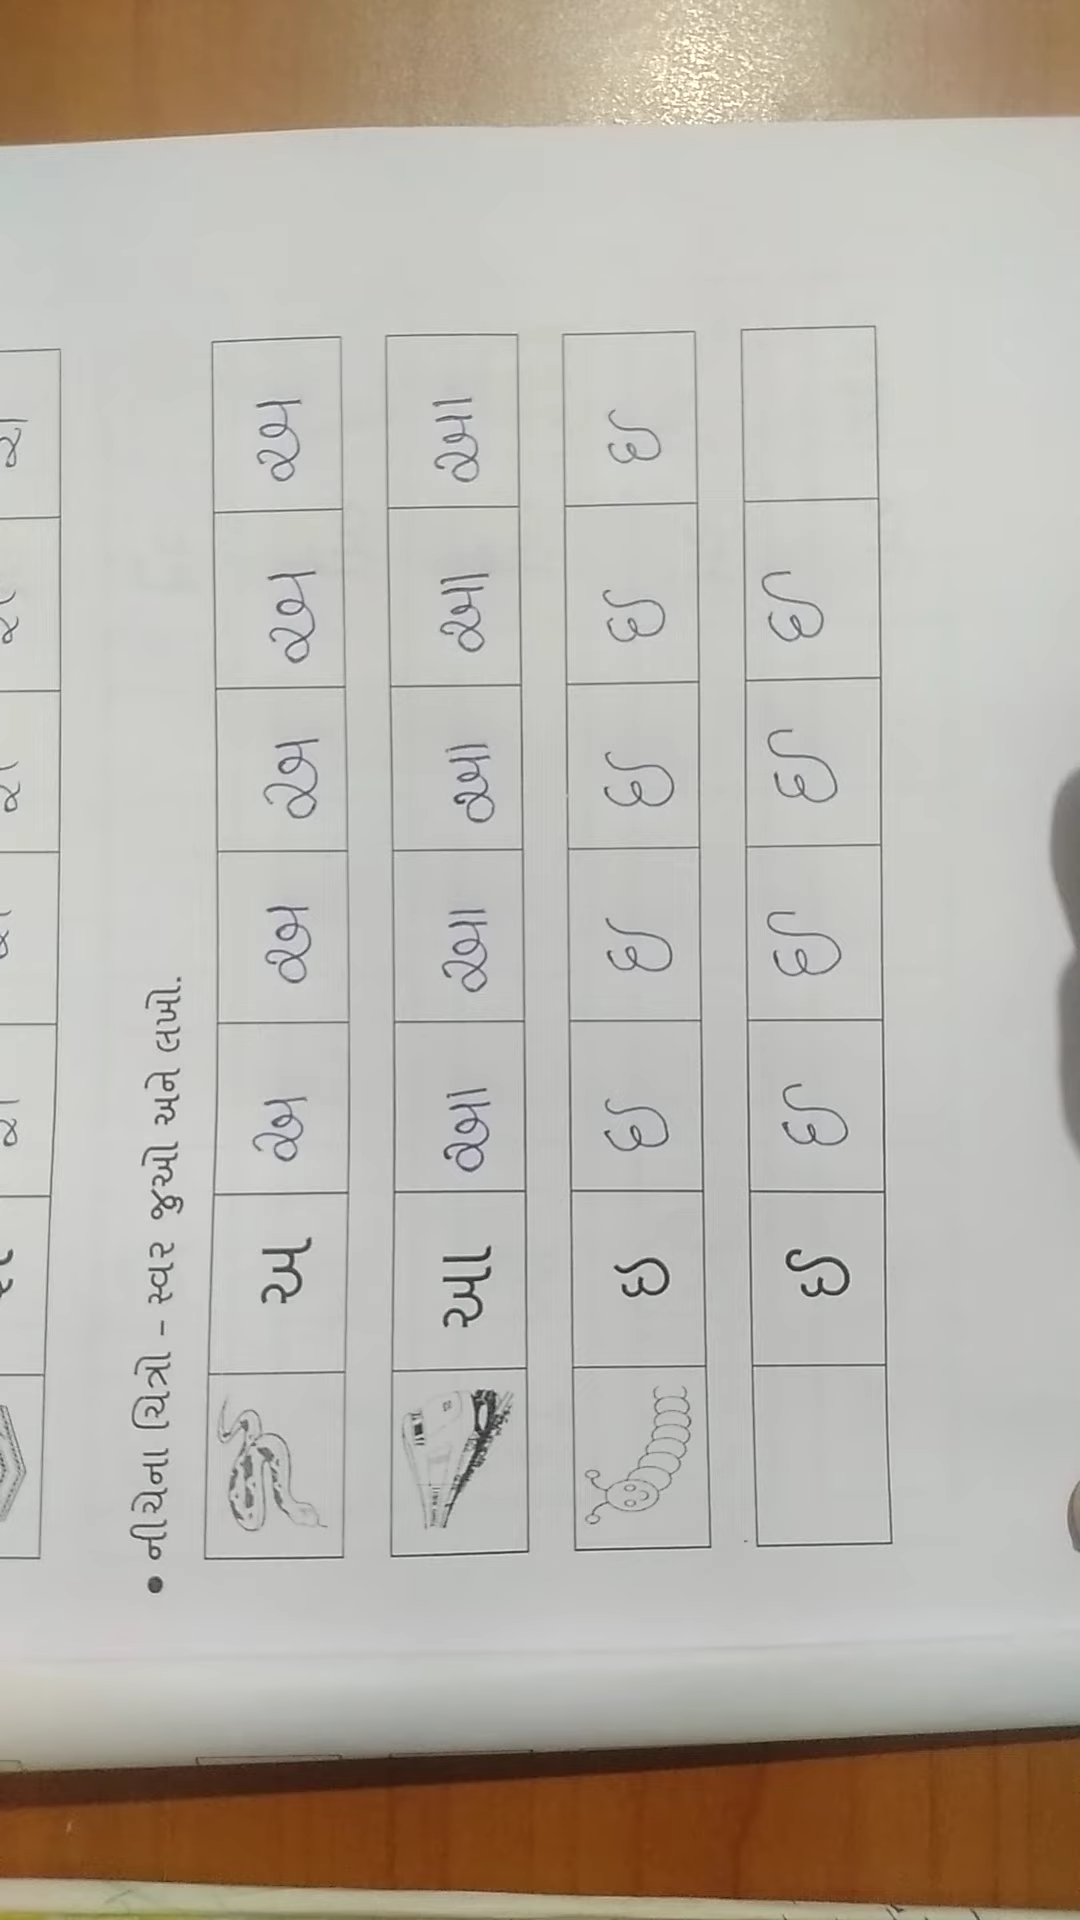 • નીચેના ચિત્રો - સ્વર જુઓ અને લખો.
અ અ અ અ અ અ
આ આ આ આ આ આ
ઇ ઇ ઇ ઇ ઇ ઇ
ઇ ઇ ઇ ઇ ઇ